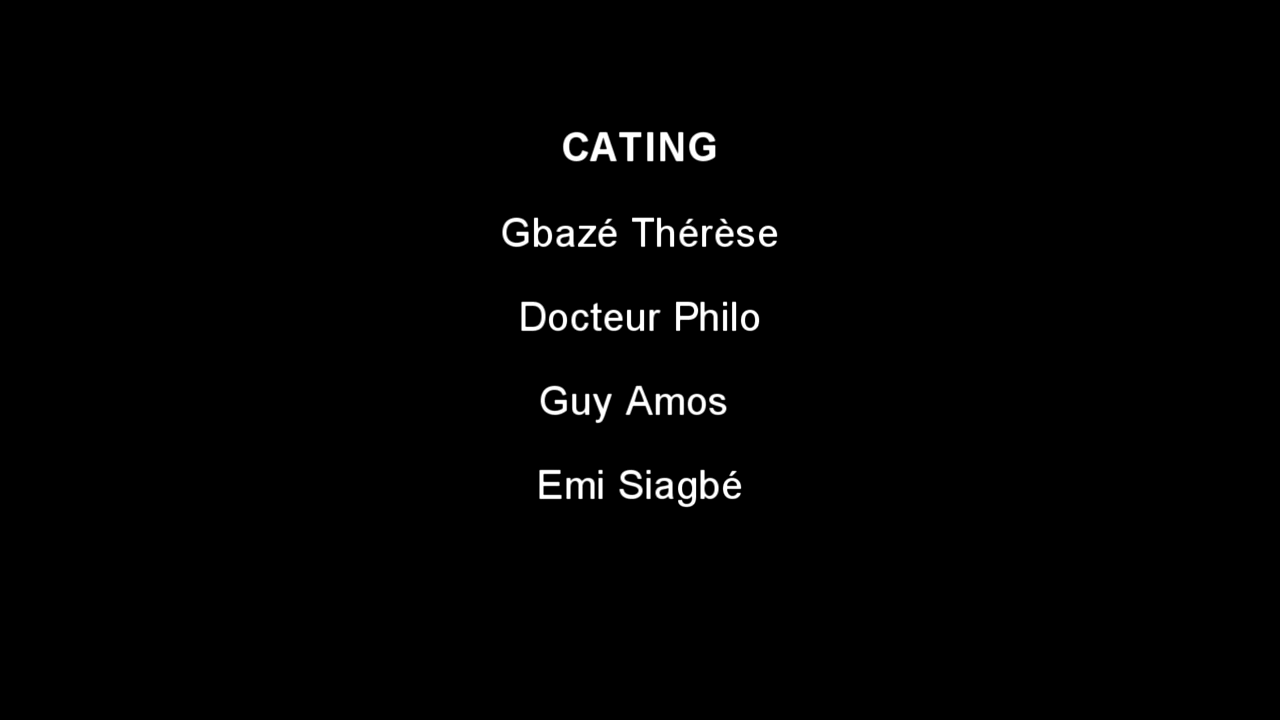 CATING
Gbazé Thérèse
Docteur Philo
Guy Amos
Emi Siagbé